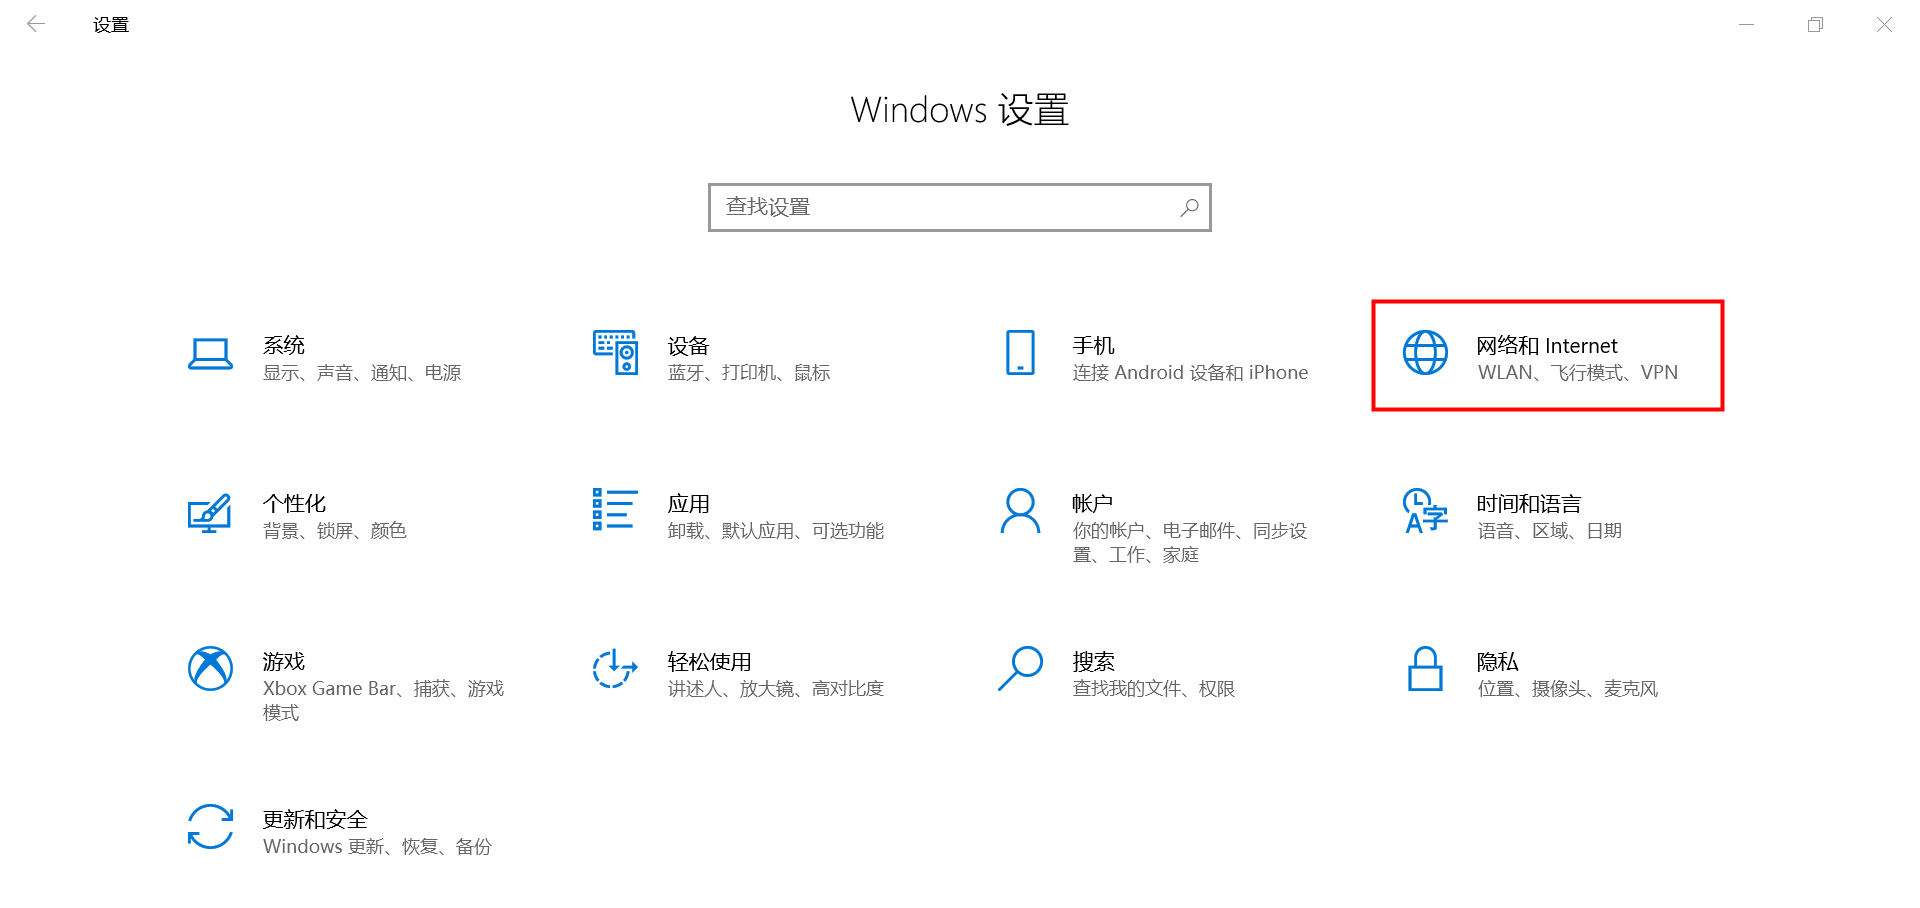 设置
Windows 设置
查找设置
系统
显示、声音、通知、电源
设备
蓝牙、打印机、鼠标
手机
连接 Android 设备和 iPhone
网络和 Internet
WLAN、飞行模式、VPN
个性化
背景、锁屏、颜色
应用
卸载、默认应用、可选功能
帐户
你的帐户、电子邮件、同步设
置、工作、家庭
时间和语言
语音、区域、日期
游戏
Xbox Game Bar、捕获、游戏
模式
轻松使用
讲述人、放大镜、高对比度
搜索
查找我的文件、权限
隐私
位置、摄像头、麦克风
更新和安全
Windows 更新、恢复、备份